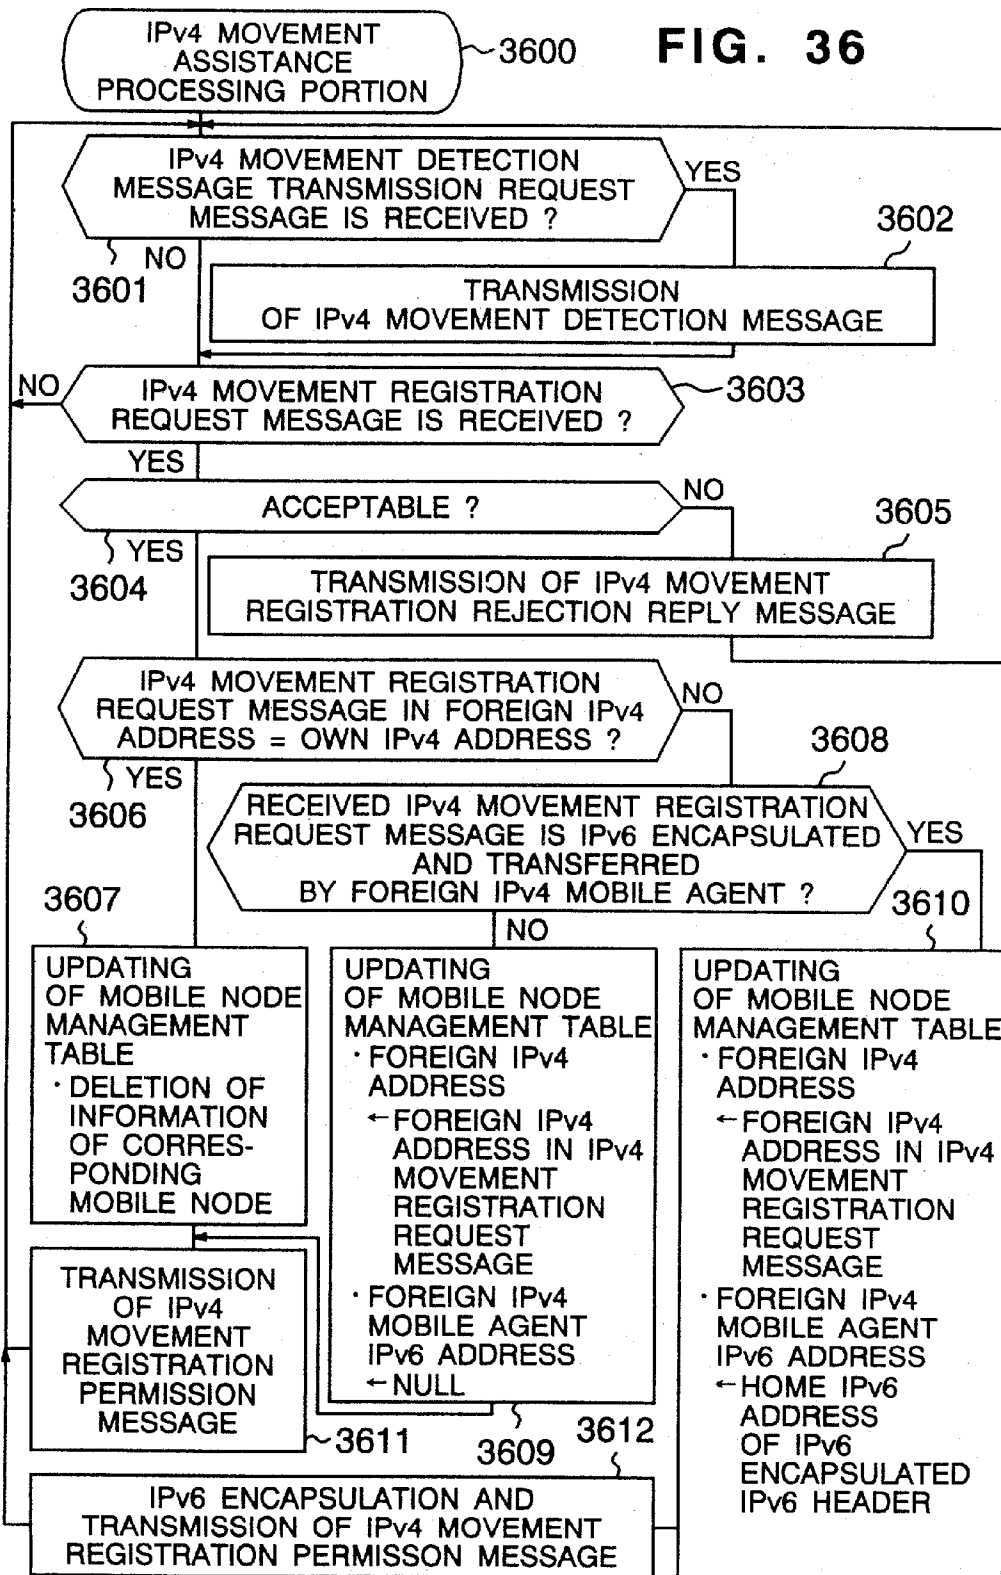 FIG. 36
IPv4 MOVEMENT
ASSISTANCE
PROCESSING PORTION
3600
IPv4 MOVEMENT DETECTION
MESSAGE TRANSMISSION REQUEST
MESSAGE IS RECEIVED ?
YES
NO
3601
3602
TRANSMISSION
OF IPv4 MOVEMENT DETECTION MESSAGE
NO
IPv4 MOVEMENT REGISTRATION
REQUEST MESSAGE IS RECEIVED ?
3603
YES
ACCEPTABLE ?
NO
YES
3604
3605
TRANSMISSION OF IPv4 MOVEMENT
REGISTRATION REJECTION REPLY MESSAGE
IPv4 MOVEMENT REGISTRATION
REQUEST MESSAGE IN FOREIGN IPv4
ADDRESS = OWN IPv4 ADDRESS ?
NO
YES
3606
3608
RECEIVED IPv4 MOVEMENT REGISTRATION
REQUEST MESSAGE IS IPv6 ENCAPSULATED
AND TRANSFERRED
BY FOREIGN IPv4 MOBILE AGENT ?
YES
NO
3607
UPDATING
OF MOBILE NODE
MANAGEMENT
TABLE
· DELETION OF
INFORMATION
OF CORRES-
PONDING
MOBILE NODE
UPDATING
OF MOBILE NODE
MANAGEMENT TABLE
· FOREIGN IPv4
ADDRESS
← FOREIGN IPv4
ADDRESS IN IPv4
MOVEMENT
REGISTRATION
REQUEST
MESSAGE
· FOREIGN IPv4
MOBILE AGENT
IPv6 ADDRESS
← NULL
3609
3610
UPDATING
OF MOBILE NODE
MANAGEMENT TABLE
· FOREIGN IPv4
ADDRESS
← FOREIGN IPv4
ADDRESS IN IPv4
MOVEMENT
REGISTRATION
REQUEST
MESSAGE
· FOREIGN IPv4
MOBILE AGENT
IPv6 ADDRESS
← HOME IPv6
ADDRESS
OF IPv6
ENCAPSULATED
IPv6 HEADER
TRANSMISSION
OF IPv4
MOVEMENT
REGISTRATION
PERMISSION
MESSAGE
3611
3612
IPv6 ENCAPSULATION AND
TRANSMISSION OF IPv4 MOVEMENT
REGISTRATION PERMISSON MESSAGE